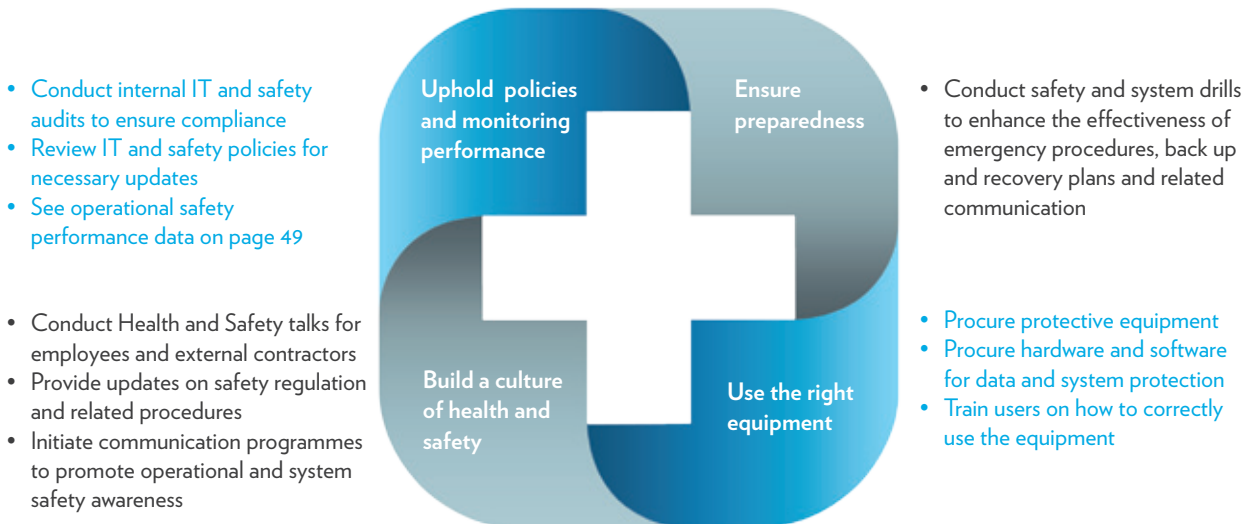 • Conduct internal IT and safety
audits to ensure compliance
• Review IT and safety policies for
necessary updates
• See operational safety
performance data on page 49
Uphold policies
and monitoring
performance
Ensure
preparedness
• Conduct safety and system drills
to enhance the effectiveness of
emergency procedures, back up
and recovery plans and related
communication
• Conduct Health and Safety talks for
employees and external contractors
• Provide updates on safety regulation
and related procedures
• Initiate communication programmes
to promote operational and system
safety awareness
Build a culture
of health and
safety
Use the right
equipment
• Procure protective equipment
• Procure hardware and software
for data and system protection
• Train users on how to correctly
use the equipment